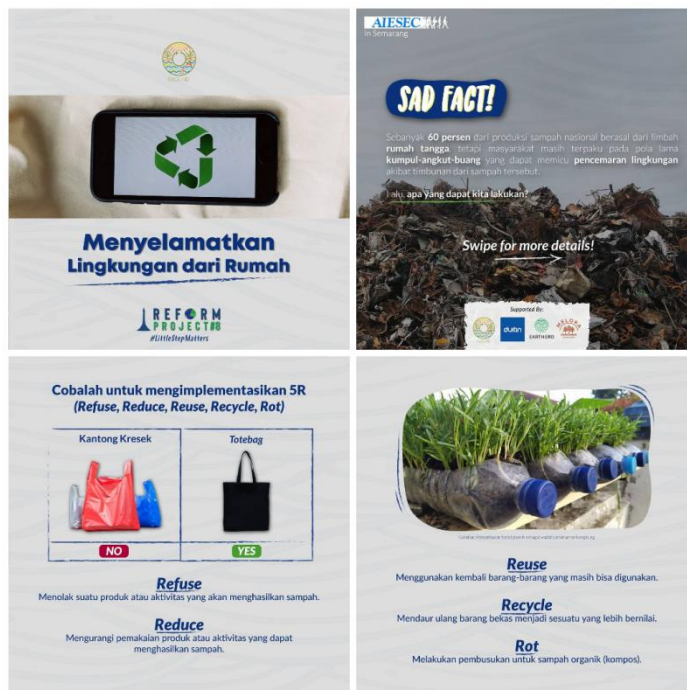 Menyelamatkan
Lingkungan dari Rumah
REFORM
PROJECT#8
#LittleStepMatters
AIESEC
In Semarang
SAD FACT!
Sebanyak 60 persen dari produksi sampah nasional berasal dari limbah
rumah tangga, tetapi masyarakat masih terpaku pada pola lama
kumpul-angkut-buang yang dapat memicu pencemaran lingkungan
akibat timbunan dari sampah tersebut.
Lalu, apa yang dapat kita lakukan?
Swipe for more details!
Supported By:
duitin
Cobalah untuk mengimplementasikan 5R
(Refuse, Reduce, Reuse, Recycle, Rot)
Kantong Kresek
Totebag
NO
YES
Refuse
Menolak suatu produk atau aktivitas yang akan menghasilkan sampah.
Reduce
Mengurangi pemakaian produk atau aktivitas yang dapat
menghasilkan sampah.
Reuse
Menggunakan kembali barang-barang yang masih bisa digunakan.
Recycle
Mendaur ulang barang bekas menjadi sesuatu yang lebih bernilai.
Rot
Melakukan pembusukan untuk sampah organik (kompos).